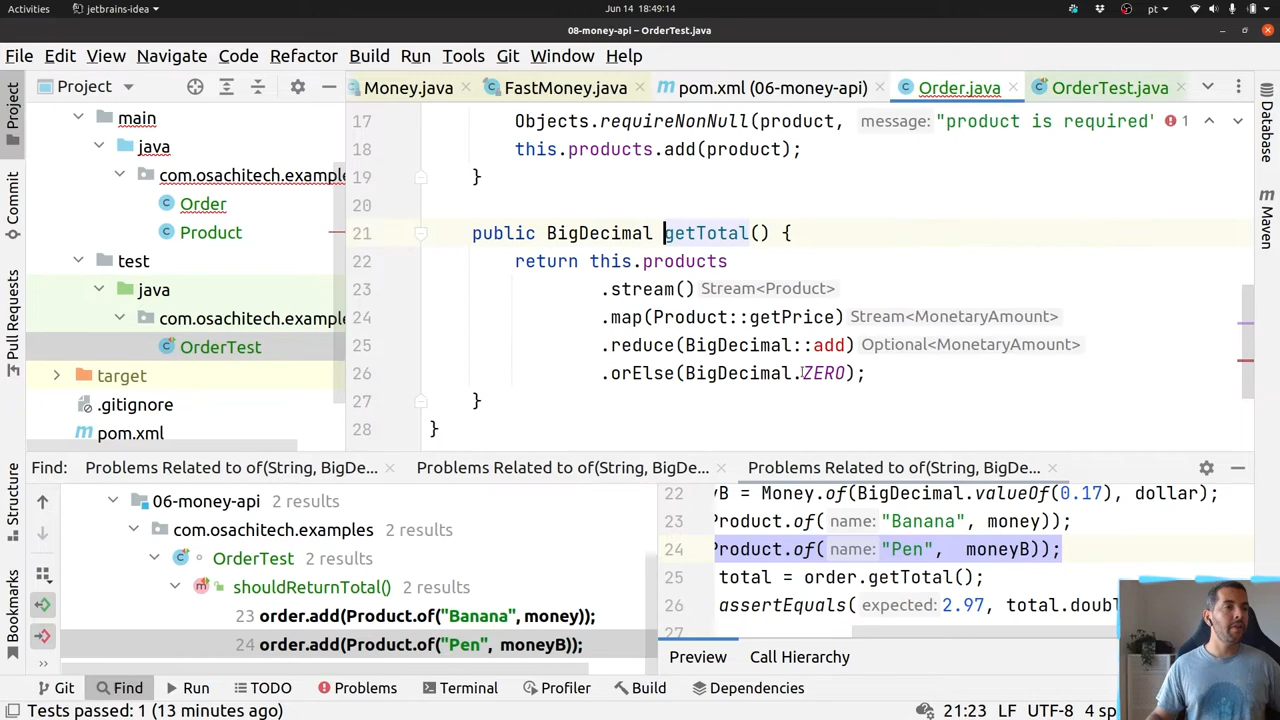 Activities jetbrains-idea Jun 14 18:49:14 pt
08-money-api – OrderTest.java
File Edit View Navigate Code Refactor Build Run Tools Git Window Help
Project Money.java FastMoney.java pom.xml (06-money-api) Order.java OrderTest.java
main
java
com.osachitech.example
Order
Product
test
java
com.osachitech.example
OrderTest
target
.gitignore
pom.xml
17 Objects.requireNonNull(product, message: "product is required' 1
18 this.products.add(product);
19 }
20
21 public BigDecimal getTotal() {
22 return this.products
23 .stream() Stream<Product>
24 .map(Product::getPrice) Stream<MonetaryAmount>
25 .reduce(BigDecimal::add) Optional<MonetaryAmount>
26 .orElse(BigDecimal.ZERO);
27 }
28 }
Project
Commit
Pull Requests
Structure
Bookmarks
Database
Maven
Find: Problems Related to of(String, BigDe... Problems Related to of(String, BigDe... Problems Related to of(String, BigDe...
06-money-api 2 results
com.osachitech.examples 2 results
OrderTest 2 results
shouldReturnTotal() 2 results
23 order.add(Product.of("Banana", money));
24 order.add(Product.of("Pen", moneyB));
22 yB = Money.of(BigDecimal.valueOf(0.17), dollar);
23 Product.of( name: "Banana", money));
24 Product.of( name: "Pen", moneyB));
25 total = order.getTotal();
26 assertEquals( expected: 2.97, total.doubl
27
Preview Call Hierarchy
Git Find Run TODO Problems Terminal Profiler Build Dependencies
Tests passed: 1 (13 minutes ago) 21:23 LF UTF-8 4 sp